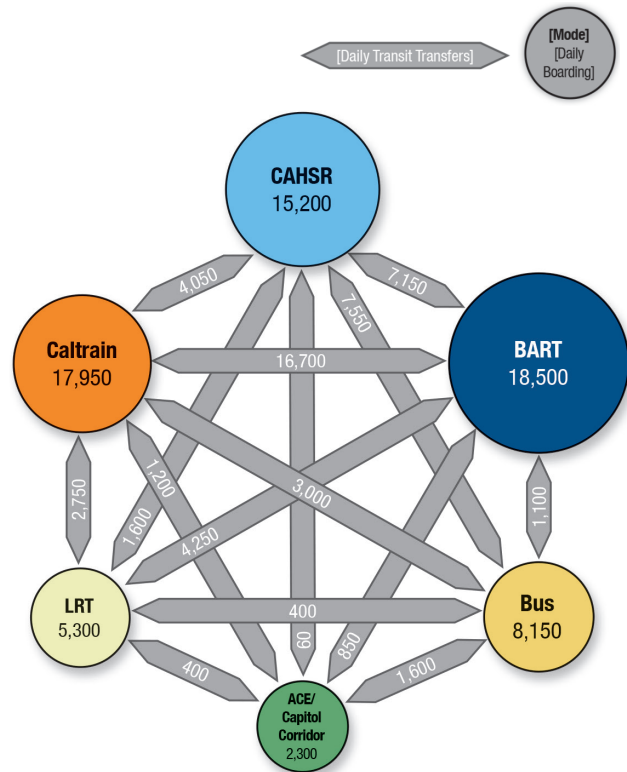 [Daily Transit Transfers]
[Mode]
[Daily
Boarding]
CAHSR
15,200
4,050
7,150
7,550
Caltrain
17,950
16,700
BART
18,500
2,750
1,600
1,200
4,250
3,000
1,100
LRT
5,300
400
Bus
8,150
400
60
850
1,600
ACE/
Capitol
Corridor
2,300